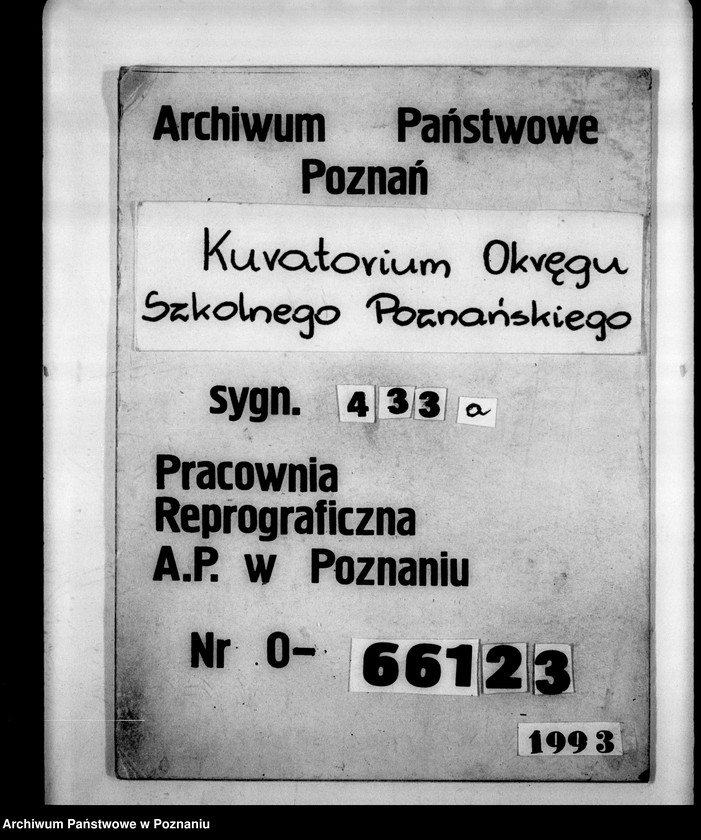 Archiwum Państwowe
Poznań
Kuratorium Okręgu
Szkolnego Poznańskiego
sygn. 433 a
Pracownia
Reprograficzna
A.P. w Poznaniu
Nr 0- 66123
1993
Archiwum Państwowe w Poznaniu